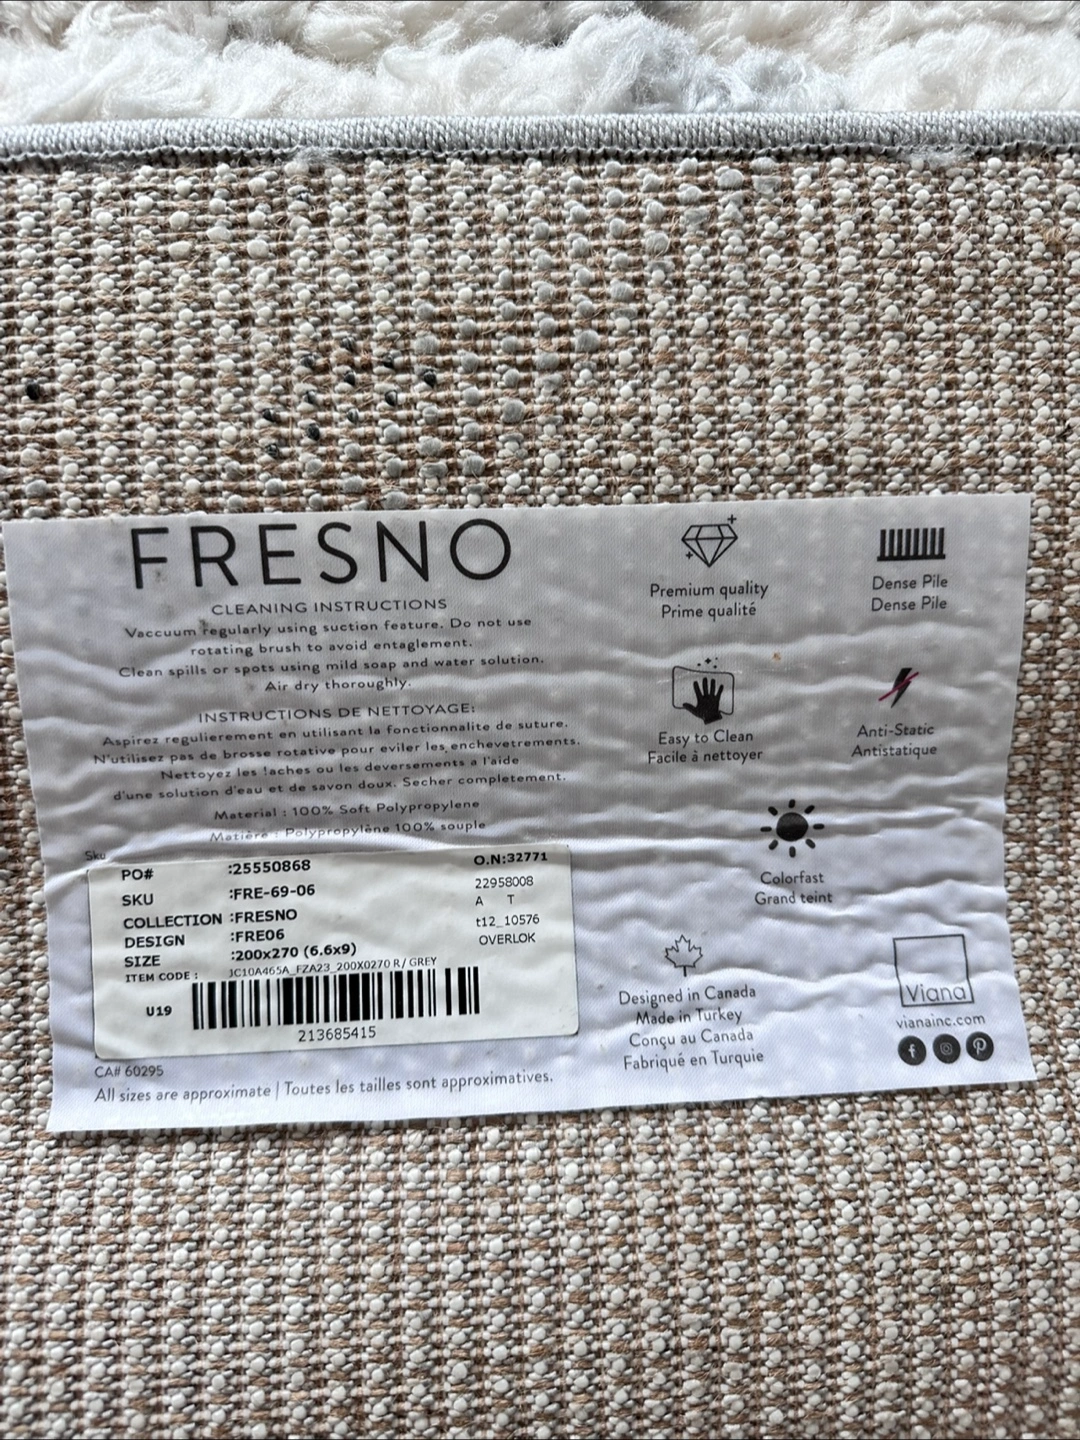 FRESNO
CLEANING INSTRUCTIONS
Vaccuum regularly using suction feature. Do not use
rotating brush to avoid entaglement.
Clean spills or spots using mild soap and water solution.
Air dry thoroughly.
INSTRUCTIONS DE NETTOYAGE:
Aspirez regulierement en utilisant la fonctionnalite de suture.
N'utilisez pas de brosse rotative pour eviler les enchevetrements.
Nettoyez les taches ou les deversements a l'aide
d'une solution d'eau et de savon doux. Secher completement.
Material : 100% Soft Polypropylene
Matière : Polypropylène 100% souple
Sku
PO# :25550868
SKU :FRE-69-06
COLLECTION :FRESNO
DESIGN :FRE06
SIZE :200x270 (6.6x9)
ITEM CODE : JC10A465A_FZA23_200X0270 R/ GREY
O.N:32771
22958008
A T
t12_10576
OVERLOK
U19
213685415
CA# 60295
All sizes are approximate | Toutes les tailles sont approximatives.
Premium quality
Prime qualité
Dense Pile
Dense Pile
Easy to Clean
Facile à nettoyer
Anti-Static
Antistatique
Colorfast
Grand teint
Designed in Canada
Made in Turkey
Conçu au Canada
Fabriqué en Turquie
Viana
vianainc.com